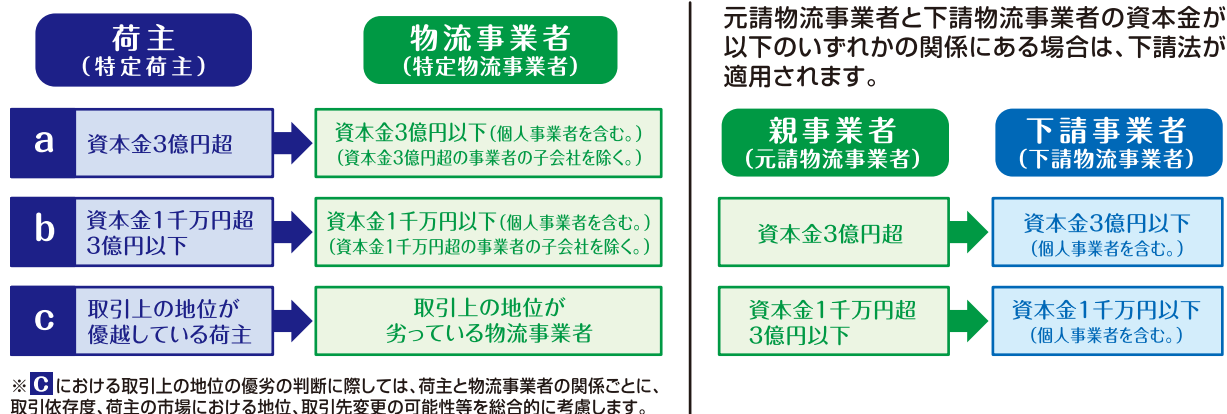 荷主
（特定荷主）
物流事業者
（特定物流事業者）
a
資本金3億円超
資本金3億円以下（個人事業者を含む。）
（資本金3億円超の事業者の子会社を除く。）
b
資本金1千万円超
3億円以下
資本金1千万円以下（個人事業者を含む。）
（資本金1千万円超の事業者の子会社を除く。）
c
取引上の地位が
優越している荷主
取引上の地位が
劣っている物流事業者
※cにおける取引上の地位の優劣の判断に際しては、荷主と物流事業者の関係ごとに、
取引依存度、荷主の市場における地位、取引先変更の可能性等を総合的に考慮します。
元請物流事業者と下請物流事業者の資本金が
以下のいずれかの関係にある場合は、下請法が
適用されます。
親事業者
（元請物流事業者）
下請事業者
（下請物流事業者）
資本金3億円超
資本金3億円以下
（個人事業者を含む。）
資本金1千万円超
3億円以下
資本金1千万円以下
（個人事業者を含む。）